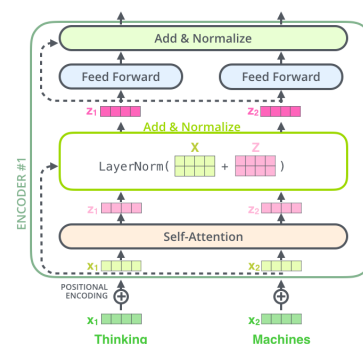 Add & Normalize
Feed Forward Feed Forward
z1 z2
Add & Normalize
X Z
LayerNorm( + )
z1 z2
Self-Attention
x1 x2
POSITIONAL
ENCODING
x1 x2
Thinking Machines
ENCODER #1